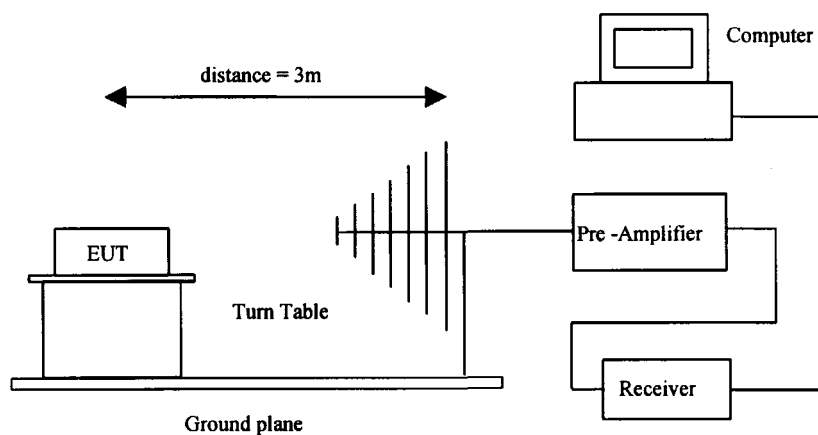 Computer
distance = 3m
Pre -Amplifier
EUT
Turn Table
Receiver
Ground plane